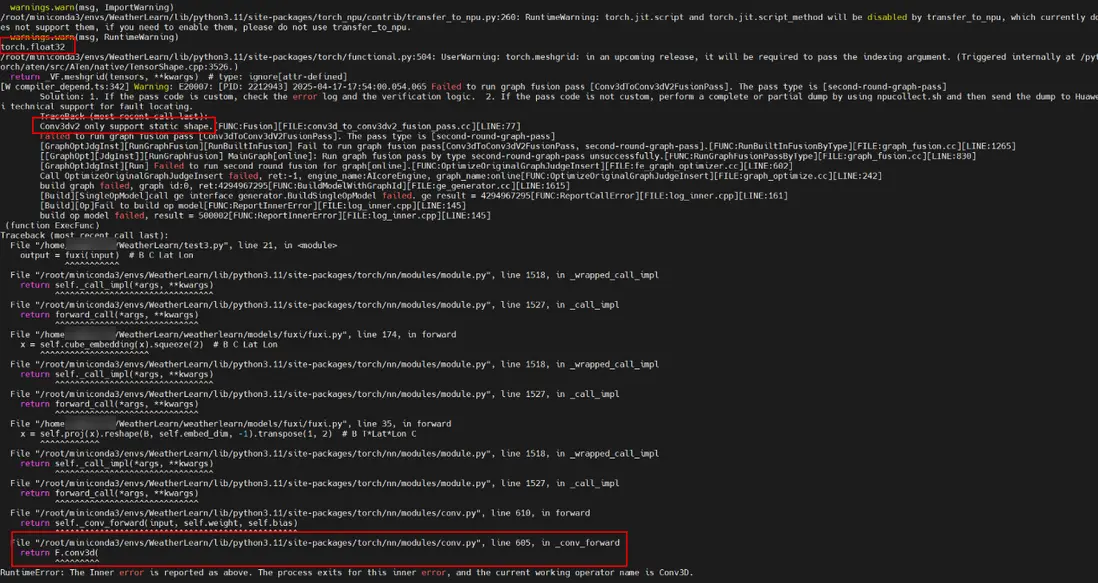 warnings.warn(msg, ImportWarning)
/root/miniconda3/envs/WeatherLearn/lib/python3.11/site-packages/torch_npu/contrib/transfer_to_npu.py:260: RuntimeWarning: torch.jit.script and torch.jit.script_method will be disabled by transfer_to_npu, which currently do
es not support them, if you need to enable them, please do not use transfer_to_npu.
warnings.warn(msg, RuntimeWarning)
torch.float32
/root/miniconda3/envs/WeatherLearn/lib/python3.11/site-packages/torch/functional.py:504: UserWarning: torch.meshgrid: in an upcoming release, it will be required to pass the indexing argument. (Triggered internally at /pyt
orch/aten/src/ATen/native/TensorShape.cpp:3526.)
return _VF.meshgrid(tensors, **kwargs)  # type: ignore[attr-defined]
[W compiler_depend.ts:342] Warning: E20007: [PID: 2212943] 2025-04-17-17:54:00.054.065 Failed to run graph fusion pass [Conv3dToConv3dV2FusionPass]. The pass type is [second-round-graph-pass]
Solution: 1. If the pass code is custom, check the error log and the verification logic.  2. If the pass code is not custom, perform a complete or partial dump by using npucollect.sh and then send the dump to Huawe
i technical support for fault locating.
TraceBack (most recent call last):
Conv3dv2 only support static shape.[FUNC:Fusion][FILE:conv3d_to_conv3dv2_fusion_pass.cc][LINE:77]
Failed to run graph fusion pass [Conv3dToConv3dV2FusionPass]. The pass type is [second-round-graph-pass]
[GraphOptJdgInst][RunGraphFusion][RunBuiltInFusion] Fail to run graph fusion pass[Conv3dToConv3dV2FusionPass, second-round-graph-pass].[FUNC:RunBuiltInFusionByType][FILE:graph_fusion.cc][LINE:1265]
[[GraphOpt][JdgInst][RunGraphFusion] MainGraph[online]: Run graph fusion pass by type second-round-graph-pass unsuccessfully.[FUNC:RunGraphFusionPassByType][FILE:graph_fusion.cc][LINE:830]
[GraphOptJdgInst][Run] Failed to run second round fusion for graph[online].[FUNC:OptimizeOriginalGraphJudgeInsert][FILE:fe_graph_optimizer.cc][LINE:602]
Call OptimizeOriginalGraphJudgeInsert failed, ret:-1, engine_name:AIcoreEngine, graph_name:online[FUNC:OptimizeOriginalGraphJudgeInsert][FILE:graph_optimize.cc][LINE:242]
build graph failed, graph id:0, ret:4294967295[FUNC:BuildModelWithGraphId][FILE:ge_generator.cc][LINE:1615]
[Build][SingleOpModel]call ge interface generator.BuildSingleOpModel failed. ge result = 4294967295[FUNC:ReportCallError][FILE:log_inner.cpp][LINE:161]
[Build][Op]Fail to build op model[FUNC:ReportInnerError][FILE:log_inner.cpp][LINE:145]
build op model failed, result = 500002[FUNC:ReportInnerError][FILE:log_inner.cpp][LINE:145]
(function ExecFunc)
Traceback (most recent call last):
File "/home/WeatherLearn/test3.py", line 21, in <module>
output = fuxi(input)  # B C Lat Lon
^^^^^^^^^^^
File "/root/miniconda3/envs/WeatherLearn/lib/python3.11/site-packages/torch/nn/modules/module.py", line 1518, in _wrapped_call_impl
return self._call_impl(*args, **kwargs)
^^^^^^^^^^^^^^^^^^^^^^^^^^^^^^^^
File "/root/miniconda3/envs/WeatherLearn/lib/python3.11/site-packages/torch/nn/modules/module.py", line 1527, in _call_impl
return forward_call(*args, **kwargs)
^^^^^^^^^^^^^^^^^^^^^^^^^^^^^
File "/home/WeatherLearn/weatherlearn/models/fuxi/fuxi.py", line 174, in forward
x = self.cube_embedding(x).squeeze(2)  # B C Lat Lon
^^^^^^^^^^^^^^^^^^^^^^
File "/root/miniconda3/envs/WeatherLearn/lib/python3.11/site-packages/torch/nn/modules/module.py", line 1518, in _wrapped_call_impl
return self._call_impl(*args, **kwargs)
^^^^^^^^^^^^^^^^^^^^^^^^^^^^^^^^
File "/root/miniconda3/envs/WeatherLearn/lib/python3.11/site-packages/torch/nn/modules/module.py", line 1527, in _call_impl
return forward_call(*args, **kwargs)
^^^^^^^^^^^^^^^^^^^^^^^^^^^^^
File "/home/WeatherLearn/weatherlearn/models/fuxi/fuxi.py", line 35, in forward
x = self.proj(x).reshape(B, self.embed_dim, -1).transpose(1, 2)  # B T*Lat*Lon C
^^^^^^^^^^^^
File "/root/miniconda3/envs/WeatherLearn/lib/python3.11/site-packages/torch/nn/modules/module.py", line 1518, in _wrapped_call_impl
return self._call_impl(*args, **kwargs)
^^^^^^^^^^^^^^^^^^^^^^^^^^^^^^^^
File "/root/miniconda3/envs/WeatherLearn/lib/python3.11/site-packages/torch/nn/modules/module.py", line 1527, in _call_impl
return forward_call(*args, **kwargs)
^^^^^^^^^^^^^^^^^^^^^^^^^^^^^
File "/root/miniconda3/envs/WeatherLearn/lib/python3.11/site-packages/torch/nn/modules/conv.py", line 610, in forward
return self._conv_forward(input, self.weight, self.bias)
^^^^^^^^^^^^^^^^^^^^^^^^^^^^^^^^^^^^^^^^^^^^^^^^^
File "/root/miniconda3/envs/WeatherLearn/lib/python3.11/site-packages/torch/nn/modules/conv.py", line 605, in _conv_forward
return F.conv3d(
^^^^^^^^^
RuntimeError: The Inner error is reported as above. The process exits for this inner error, and the current working operator name is Conv3D.